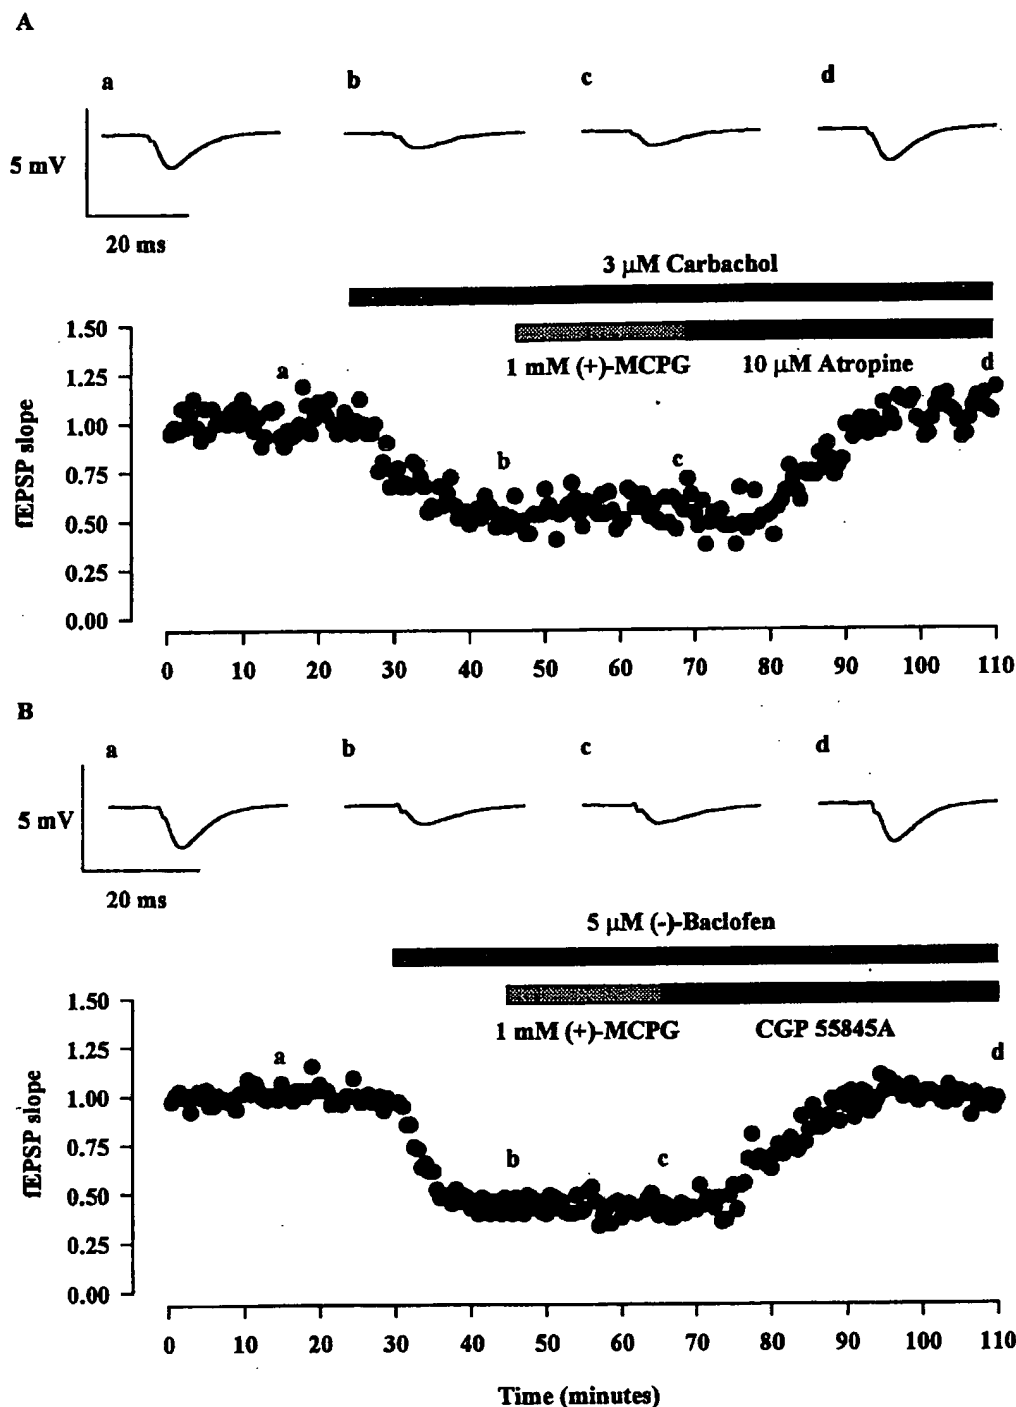 A
a b c d
5 mV
20 ms
3 μM Carbachol
1 mM (+)-MCPG 10 μM Atropine
fEPSP slope
1.50
1.25
1.00
0.75
0.50
0.25
0.00
a
b
c
d
0 10 20 30 40 50 60 70 80 90 100 110
B
a b c d
5 mV
20 ms
5 μM (-)-Baclofen
1 mM (+)-MCPG CGP 55845A
fEPSP slope
1.50
1.25
1.00
0.75
0.50
0.25
0.00
a
b
c
d
0 10 20 30 40 50 60 70 80 90 100 110
Time (minutes)